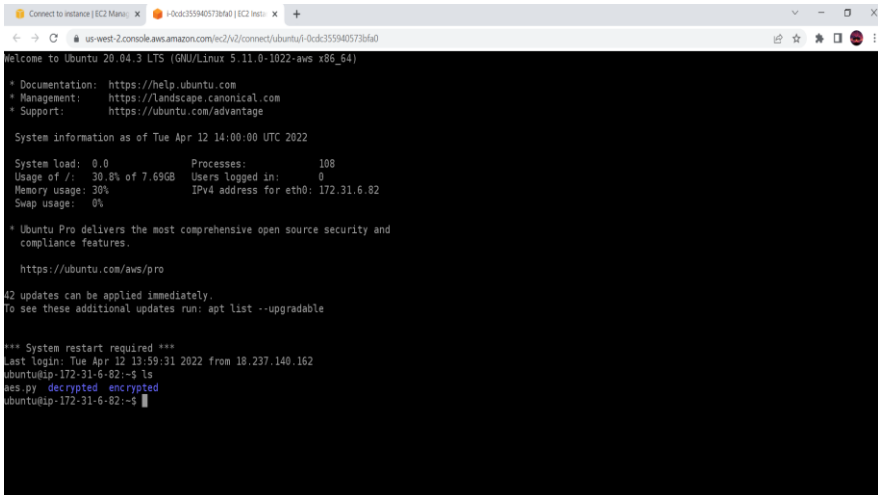 Connect to instance | EC2 Manag
i-0cdc355940573bfa0 | EC2 Insta
us-west-2.console.aws.amazon.com/ec2/v2/connect/ubuntu/i-0cdc355940573bfa0
Welcome to Ubuntu 20.04.3 LTS (GNU/Linux 5.11.0-1022-aws x86_64)
* Documentation: https://help.ubuntu.com
* Management: https://landscape.canonical.com
* Support: https://ubuntu.com/advantage
System information as of Tue Apr 12 14:00:00 UTC 2022
System load: 0.0 Processes: 108
Usage of /: 30.8% of 7.69GB Users logged in: 0
Memory usage: 30% IPv4 address for eth0: 172.31.6.82
Swap usage: 0%
* Ubuntu Pro delivers the most comprehensive open source security and
compliance features.
https://ubuntu.com/aws/pro
42 updates can be applied immediately.
To see these additional updates run: apt list --upgradable
*** System restart required ***
Last login: Tue Apr 12 13:59:31 2022 from 18.237.140.162
ubuntu@ip-172-31-6-82:~$ ls
aes.py decrypted encrypted
ubuntu@ip-172-31-6-82:~$